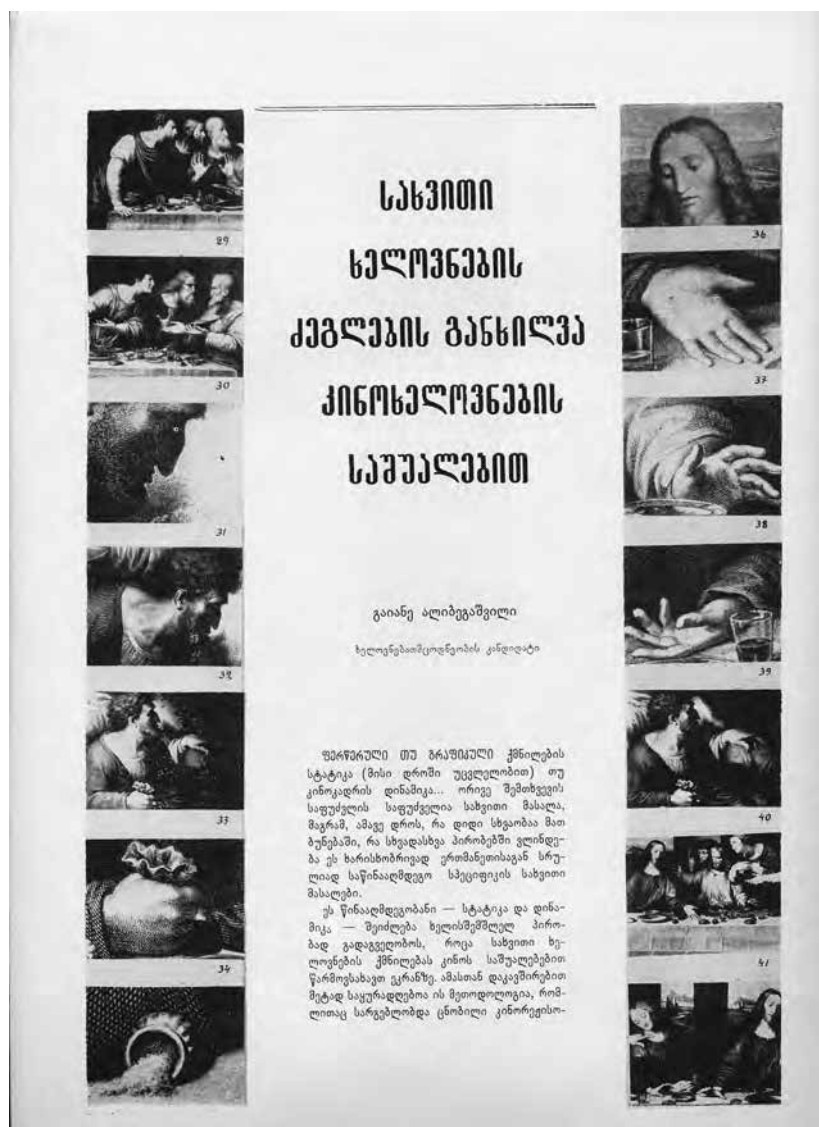 სახვითი
ხელოვნების
ძეგლების განხილვა
კინოხელოვნების
საშუალებით
გაიანე ალიბეგაშვილი
ხელოვნებათმცოდნეობის კანდიდატი
ფერწერული თუ გრაფიკული ქმნილების
სტატიკა (მისი დროში უცვლელობით) თუ
კინოკადრის დინამიკა... ორივე შემთხვევის
საფუძვლის საფუძველია სახვითი მასალა,
მაგრამ, ამავე დროს, რა დიდი სხვაობაა მათ
ბუნებაში, რა სხვადასხვა პირობებში ვლინდე-
ბა ეს ხარისხობრივად ერთმანეთისაგან სრუ-
ლიად საწინააღმდეგო სპეციფიკის სახვითი
მასალები.
ეს წინააღმდეგობანი — სტატიკა და დინა-
მიკა — შეიძლება ხელისშემშლელ პირო-
ბად გადაგვეღობოს, როცა სახვითი ხე-
ლოვნების ქმნილებას კინოს საშუალებებით
წარმოვსახავთ ეკრანზე. ამასთან დაკავშირებით
მეტად საყურადღებოა ის მეთოდოლოგია, რომ-
ლითაც სარგებლობდა ცნობილი კინორეჟისო-
29
30
31
32
33
34
36
37
38
39
40
41